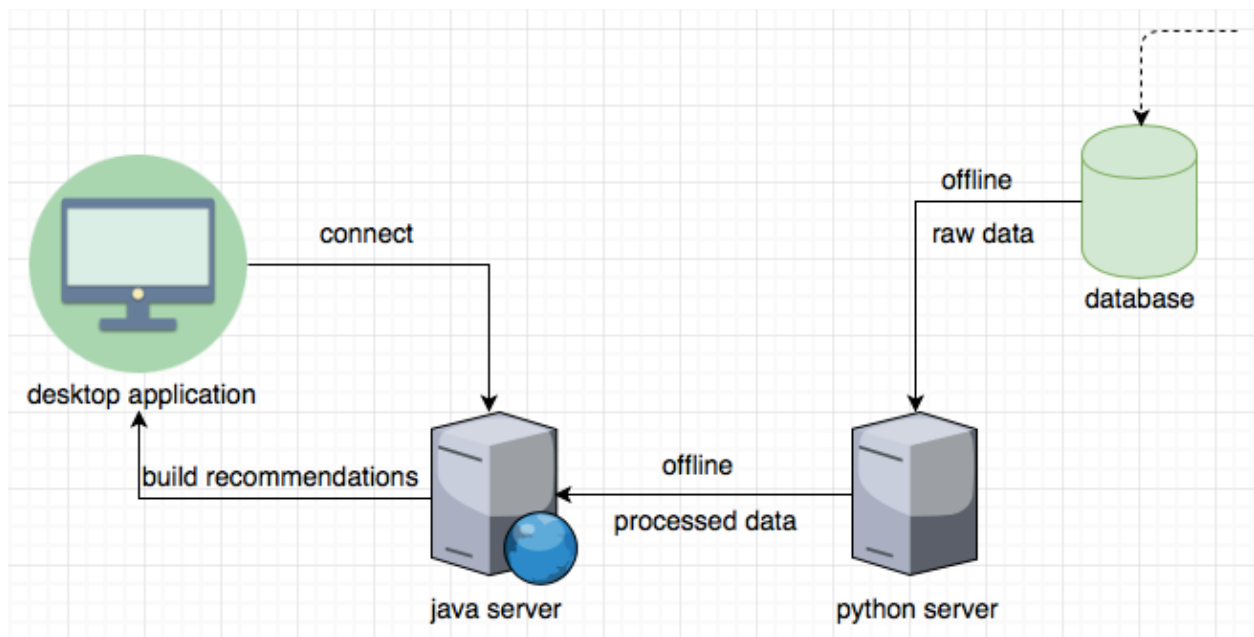 offline
connect
raw data
database
desktop application
build recommendations
offline
processed data
java server
python server